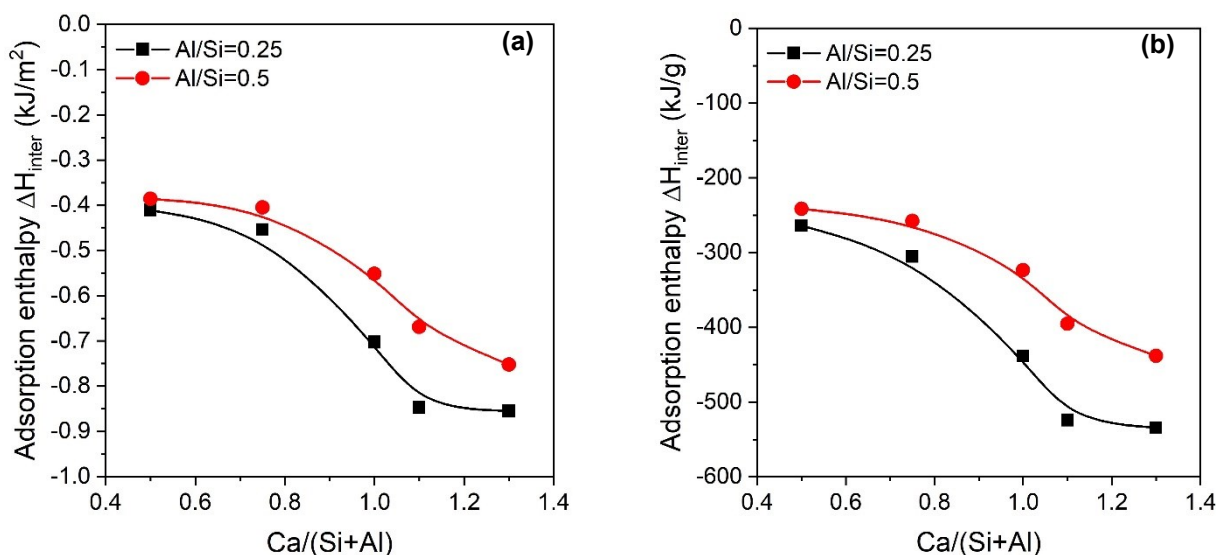 (a)
Al/Si=0.25
Al/Si=0.5
Adsorption enthalpy ΔH_inter (kJ/m²)
0.0
-0.1
-0.2
-0.3
-0.4
-0.5
-0.6
-0.7
-0.8
-0.9
-1.0
0.4 0.6 0.8 1.0 1.2 1.4
Ca/(Si+Al)
(b)
Al/Si=0.25
Al/Si=0.5
Adsorption enthalpy ΔH_inter (kJ/g)
0
-100
-200
-300
-400
-500
-600
0.4 0.6 0.8 1.0 1.2 1.4
Ca/(Si+Al)